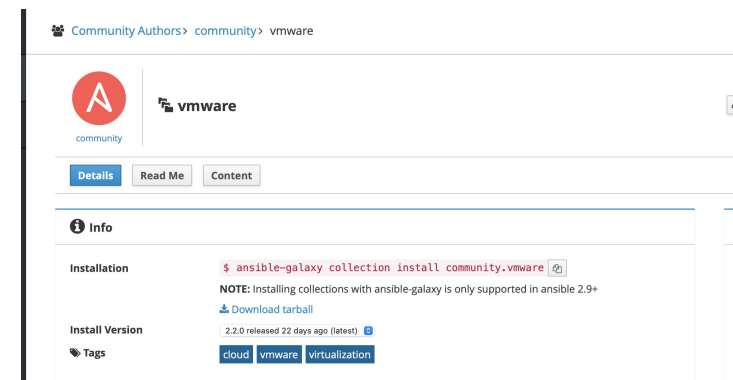 Community Authors> community> vmware
vmware
community
Details Read Me Content
Info
Installation $ ansible-galaxy collection install community.vmware
NOTE: Installing collections with ansible-galaxy is only supported in ansible 2.9+
Download tarball
Install Version 2.2.0 released 22 days ago (latest)
Tags cloud vmware virtualization